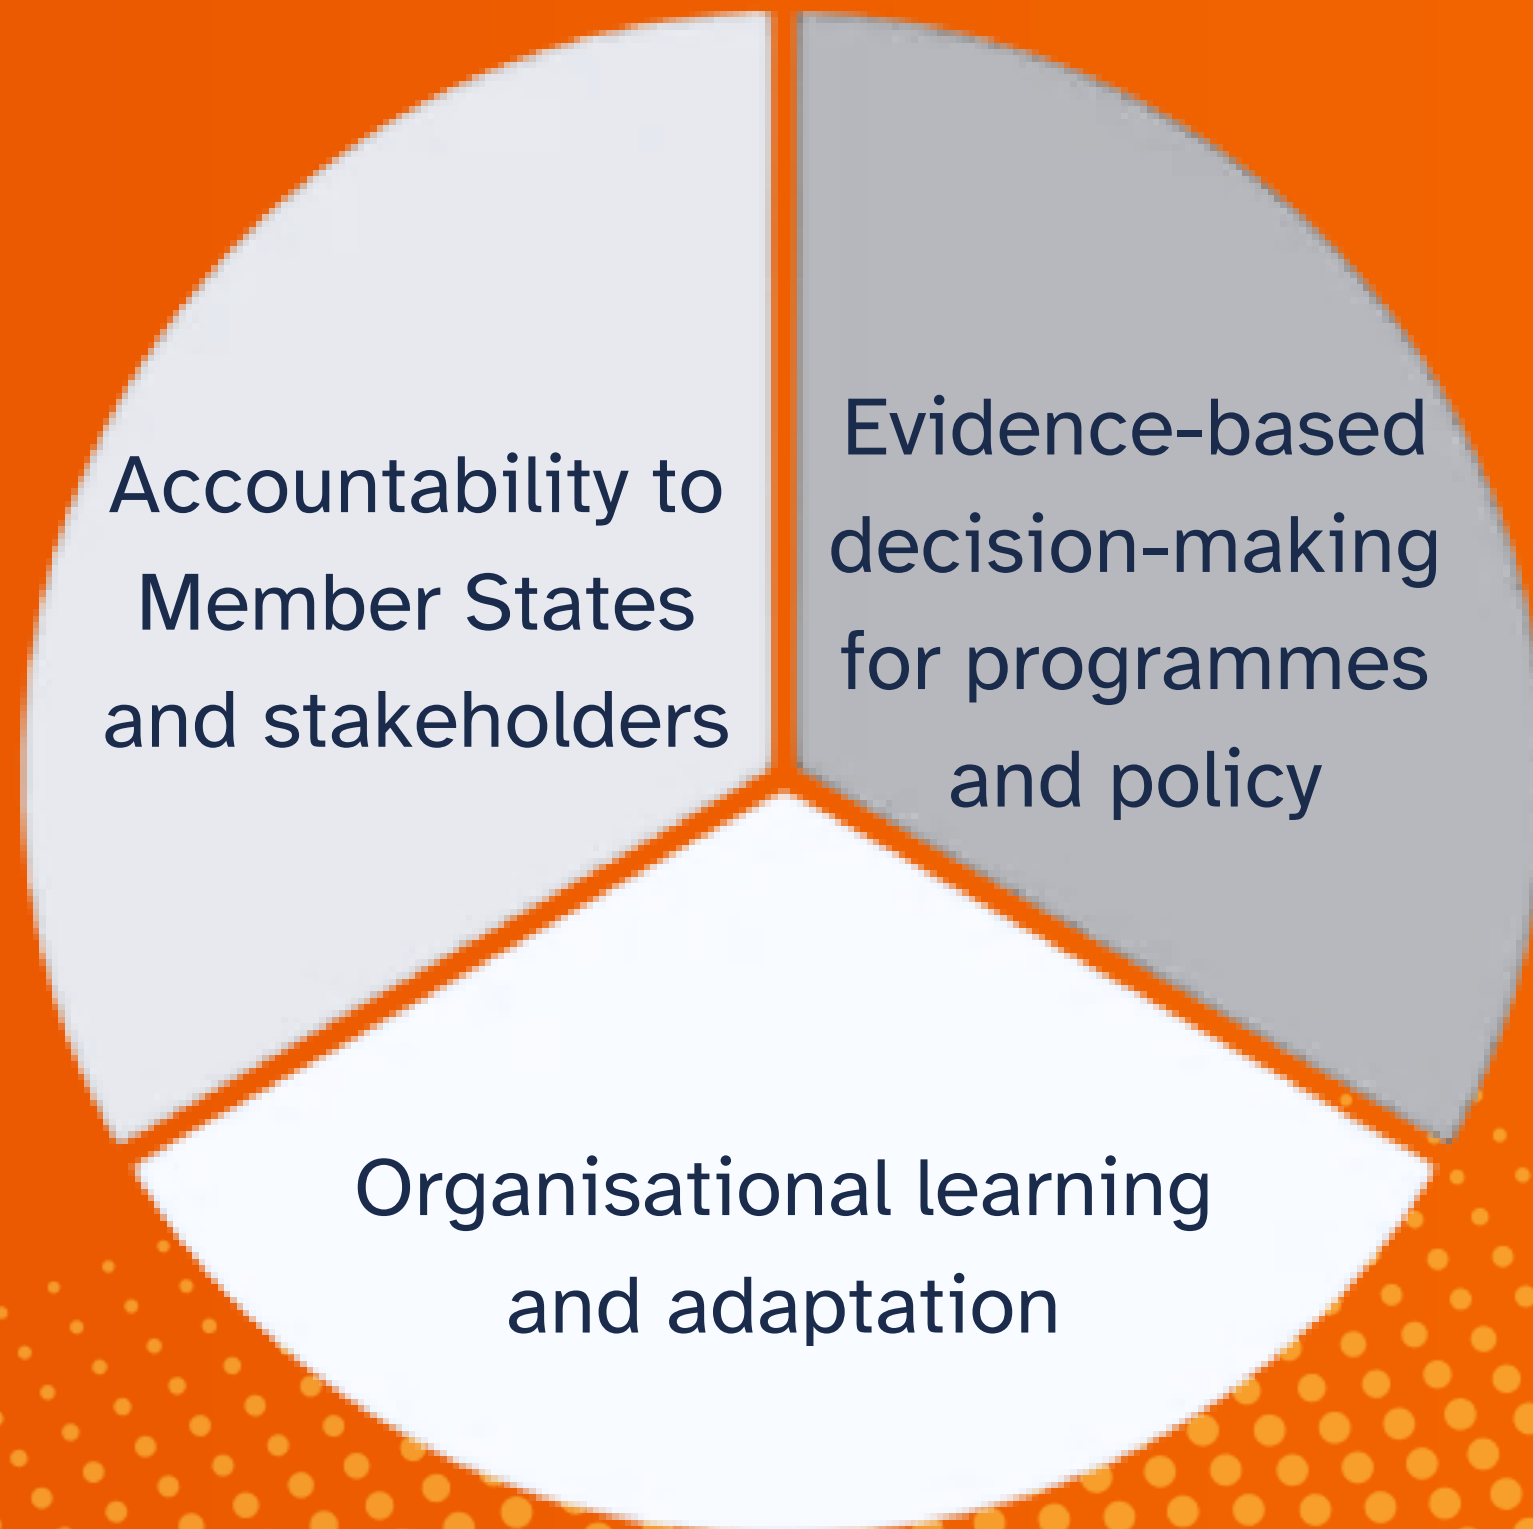 Accountability to
Member States
and stakeholders
Evidence-based
decision-making
for programmes
and policy
Organisational learning
and adaptation